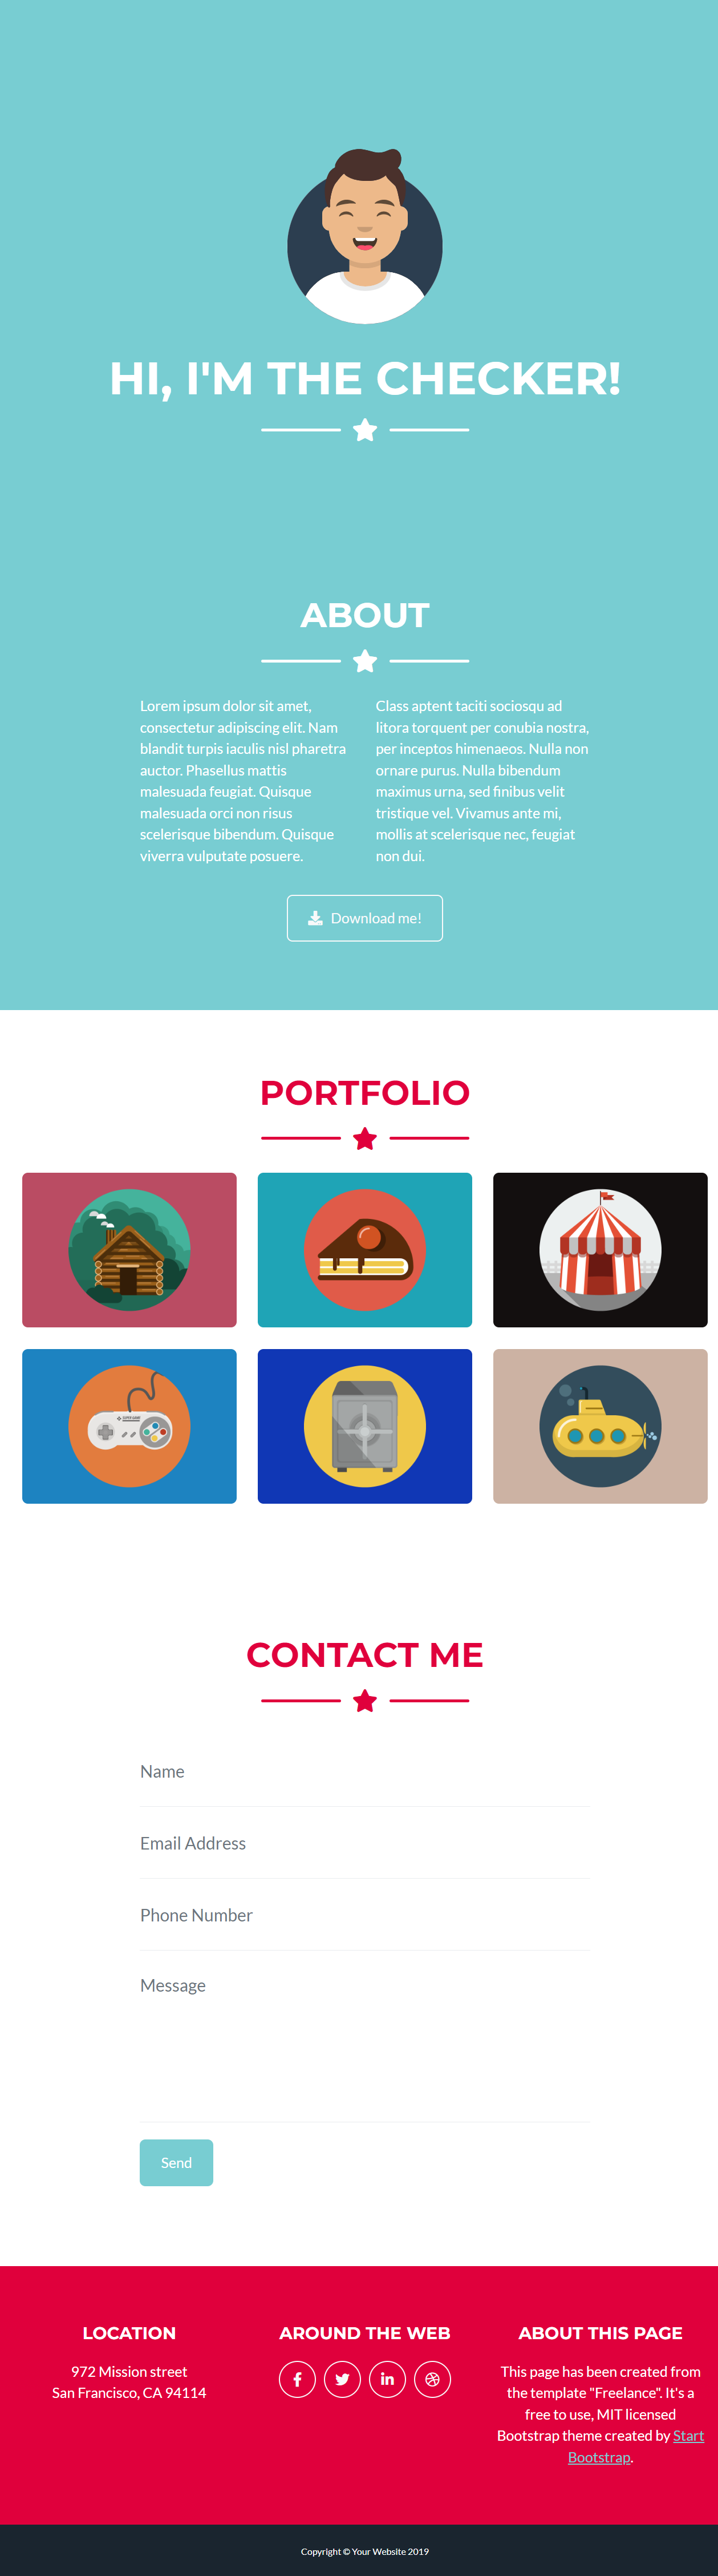 HI, I'M THE CHECKER!
ABOUT
Lorem ipsum dolor sit amet,
consectetur adipiscing elit. Nam
blandit turpis iaculis nisl pharetra
auctor. Phasellus mattis
malesuada feugiat. Quisque
malesuada orci non risus
scelerisque bibendum. Quisque
viverra vulputate posuere.
Class aptent taciti sociosqu ad
litora torquent per conubia nostra,
per inceptos himenaeos. Nulla non
ornare purus. Nulla bibendum
maximus urna, sed finibus velit
tristique vel. Vivamus ante mi,
mollis at scelerisque nec, feugiat
non dui.
Download me!
PORTFOLIO
CONTACT ME
Name
Email Address
Phone Number
Message
Send
LOCATION
972 Mission street
San Francisco, CA 94114
AROUND THE WEB
ABOUT THIS PAGE
This page has been created from
the template "Freelance". It's a
free to use, MIT licensed
Bootstrap theme created by Start
Bootstrap.
Copyright © Your Website 2019